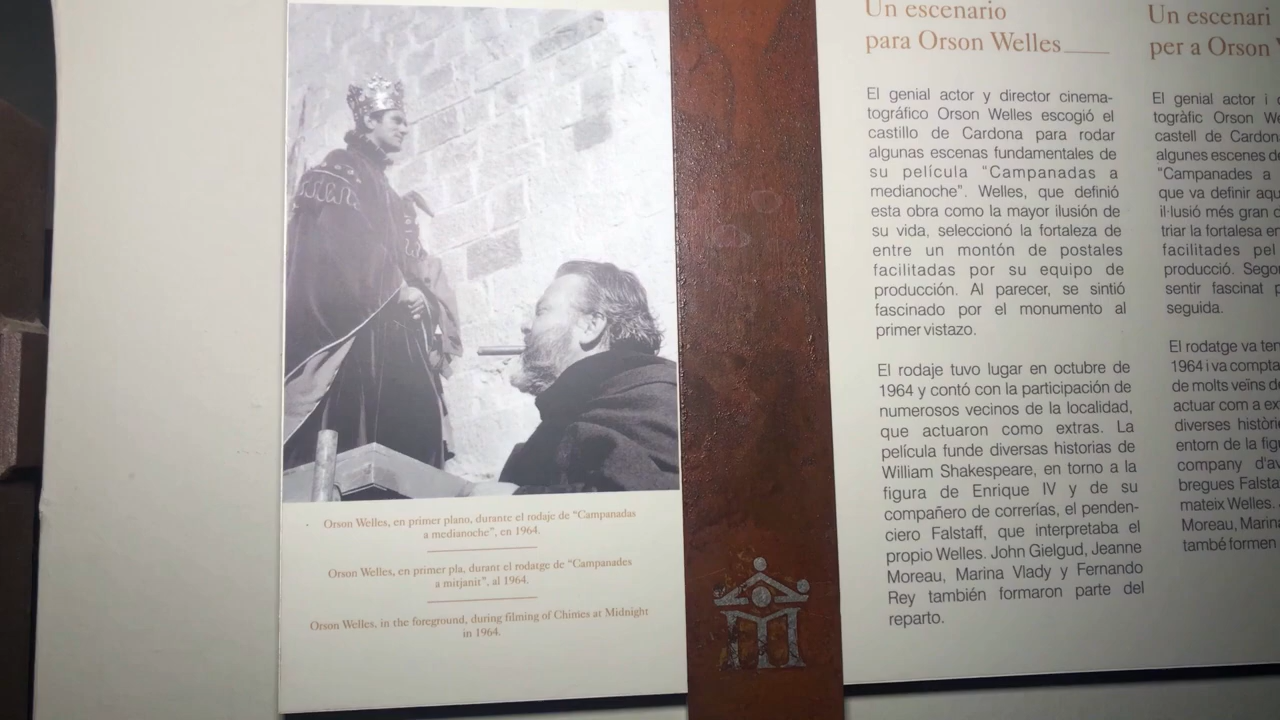 Orson Welles, en primer plano, durante el rodaje de “Campanadas
a medianoche”, en 1964.
Orson Welles, en primer pla, durant el rodatge de “Campanades
a mitjanit”, al 1964.
Orson Welles, in the foreground, during filming of Chimes at Midnight
in 1964.
Un escenario
para Orson Welles
El genial actor y director cinema-
tográfico Orson Welles escogió el
castillo de Cardona para rodar
algunas escenas fundamentales de
su película “Campanadas a
medianoche”. Welles, que definió
esta obra como la mayor ilusión de
su vida, seleccionó la fortaleza de
entre un montón de postales
facilitadas por su equipo de
producción. Al parecer, se sintió
fascinado por el monumento al
primer vistazo.
El rodaje tuvo lugar en octubre de
1964 y contó con la participación de
numerosos vecinos de la localidad,
que actuaron como extras. La
película funde diversas historias de
William Shakespeare, en torno a la
figura de Enrique IV y de su
compañero de correrías, el penden-
ciero Falstaff, que interpretaba el
propio Welles. John Gielgud, Jeanne
Moreau, Marina Vlady y Fernando
Rey también formaron parte del
reparto.
Un escenari
per a Orson
El genial actor i
togràfic Orson
castell de Cardon
algunes escenes
“Campanades a
que va definir
il·lusió més gran
triar la fortalesa
facilitades pel
producció.
sentir fascinat
seguida.
El rodatge va
1964 i va
de molts veïns
actuar com a
diverses
entorn de la
company
bregues
mateix Welles.
Moreau,
també formen